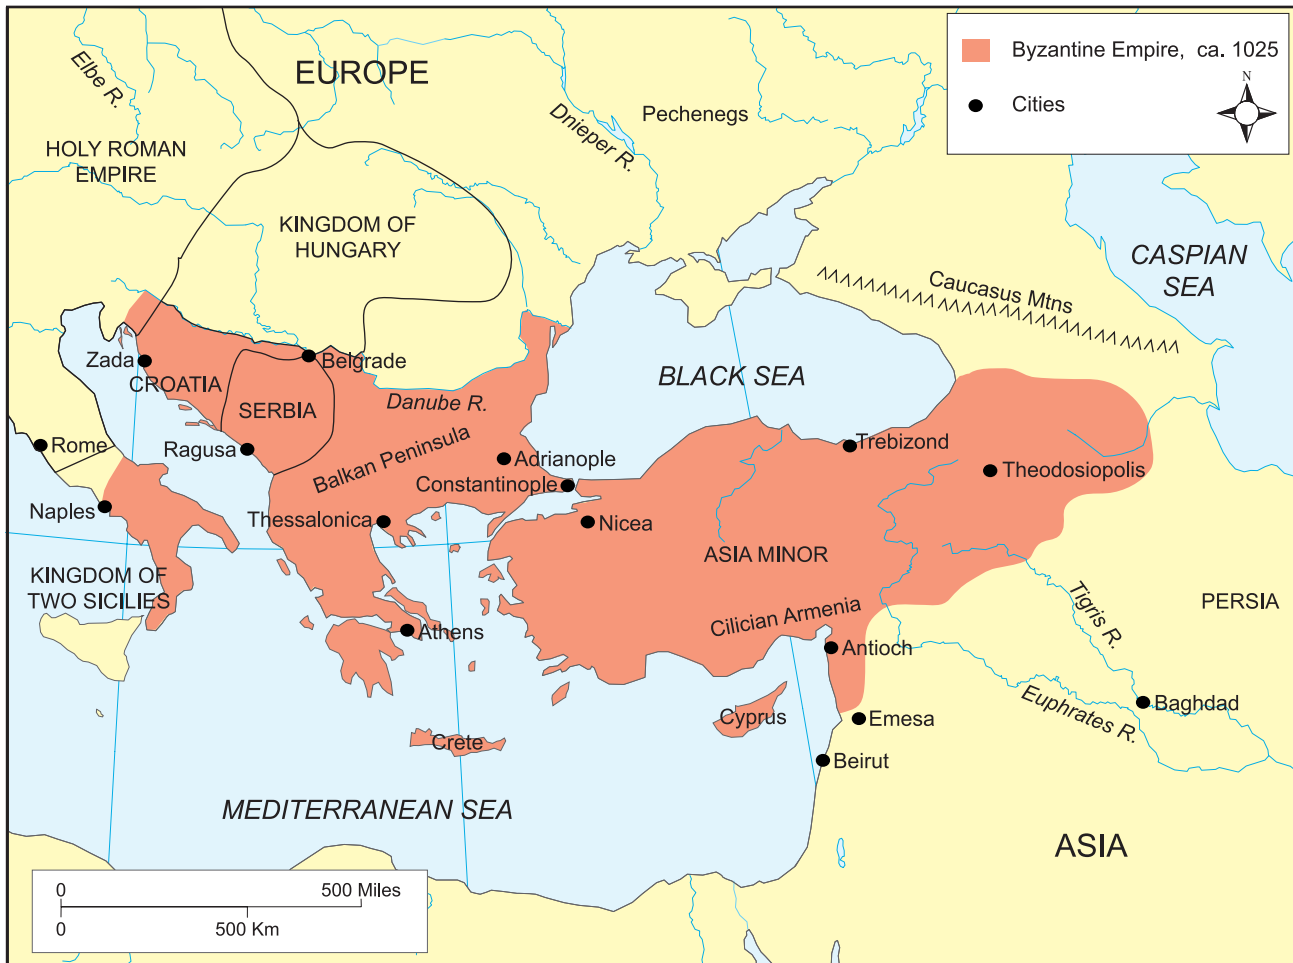 Byzantine Empire, ca. 1025
Cities
N
EUROPE
Elbe R.
Dnieper R.
Pechenegs
HOLY ROMAN
EMPIRE
KINGDOM OF
HUNGARY
CASPIAN
SEA
Caucasus Mtns
Zada
CROATIA
Belgrade
SERBIA
Danube R.
BLACK SEA
Rome
Ragusa
Balkan Peninsula
Adrianople
Constantinople
Trebizond
Theodosiopolis
Naples
Thessalonica
Nicea
ASIA MINOR
KINGDOM OF
TWO SICILIES
Athens
Cilician Armenia
Tigris R.
PERSIA
Antioch
Cyprus
Emesa
Euphrates R.
Baghdad
Crete
Beirut
MEDITERRANEAN SEA
ASIA
0
500 Miles
0
500 Km